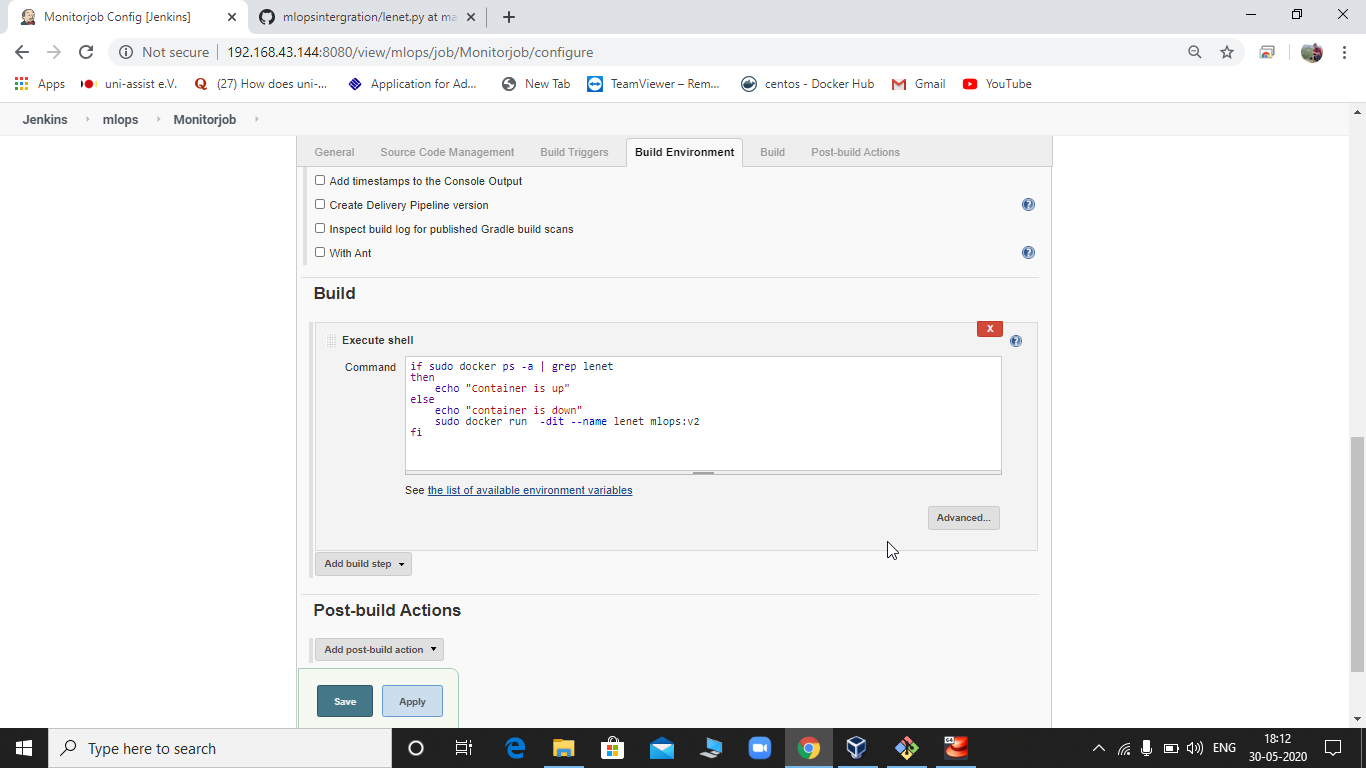 Monitorjob Config [Jenkins]
mlopsintergration/lenet.py at ma
Not secure
192.168.43.144:8080/view/mlops/job/Monitorjob/configure
Apps
uni-assist e.V.
(27) How does uni-...
Application for Ad...
New Tab
TeamViewer – Rem...
centos - Docker Hub
Gmail
YouTube
Jenkins
mlops
Monitorjob
General
Source Code Management
Build Triggers
Build Environment
Build
Post-build Actions
Add timestamps to the Console Output
Create Delivery Pipeline version
Inspect build log for published Gradle build scans
With Ant
Build
X
Execute shell
Command
if sudo docker ps -a | grep lenet
then
    echo "Container is up"
else
    echo "container is down"
    sudo docker run  -dit --name lenet mlops:v2
fi
See the list of available environment variables
Advanced...
Add build step
Post-build Actions
Add post-build action
Save
Apply
Type here to search
ENG
18:12
30-05-2020